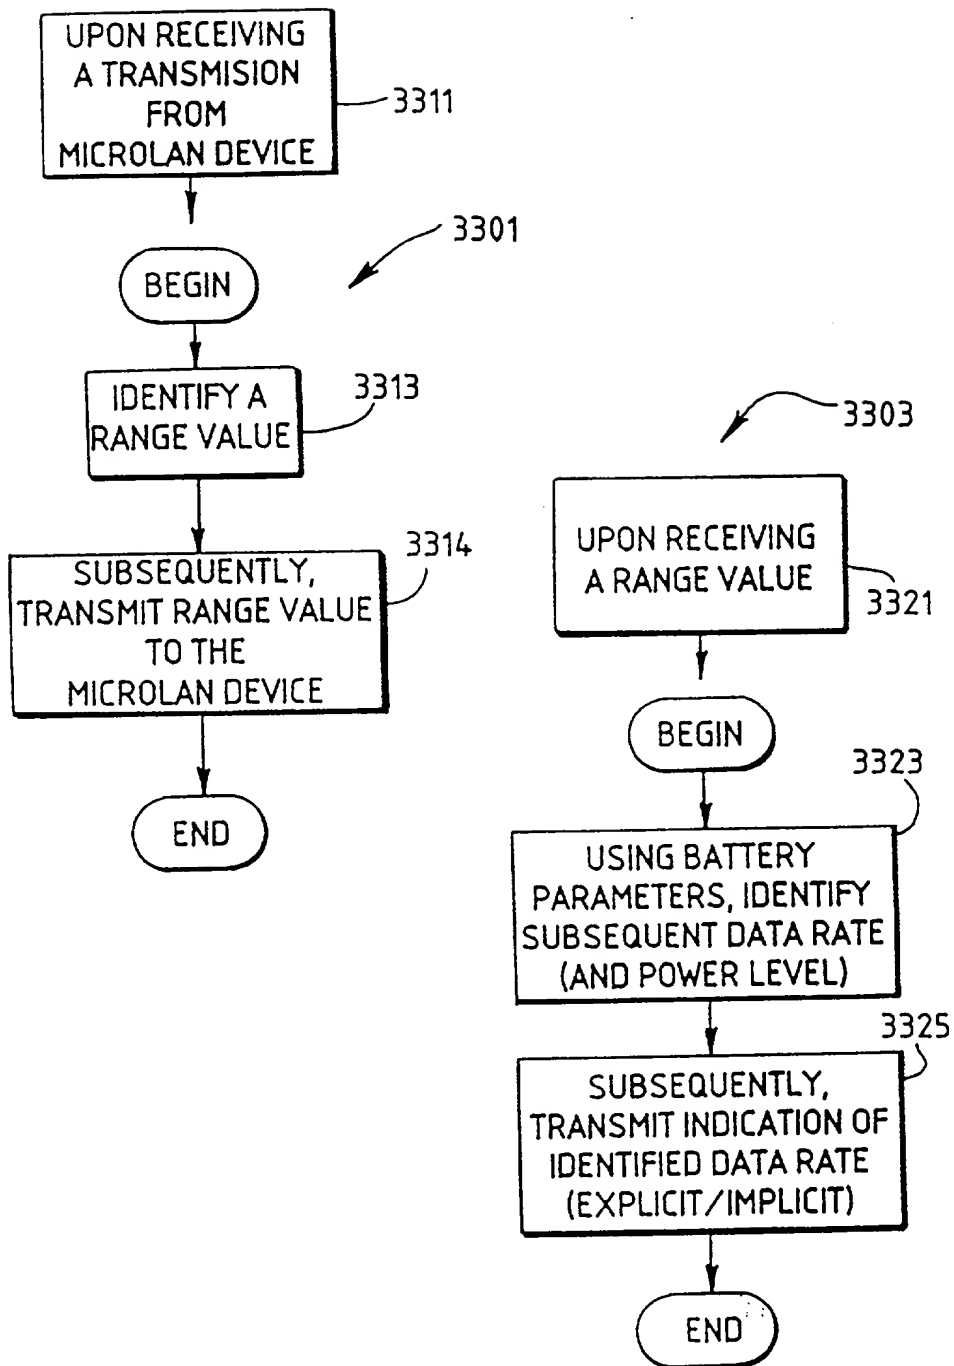 UPON RECEIVING
A TRANSMISION
FROM
MICROLAN DEVICE
3311
3301
BEGIN
IDENTIFY A
RANGE VALUE
3313
SUBSEQUENTLY,
TRANSMIT RANGE VALUE
TO THE
MICROLAN DEVICE
3314
END
3303
UPON RECEIVING
A RANGE VALUE
3321
BEGIN
3323
USING BATTERY
PARAMETERS, IDENTIFY
SUBSEQUENT DATA RATE
(AND POWER LEVEL)
3325
SUBSEQUENTLY,
TRANSMIT INDICATION OF
IDENTIFIED DATA RATE
(EXPLICIT/IMPLICIT)
END